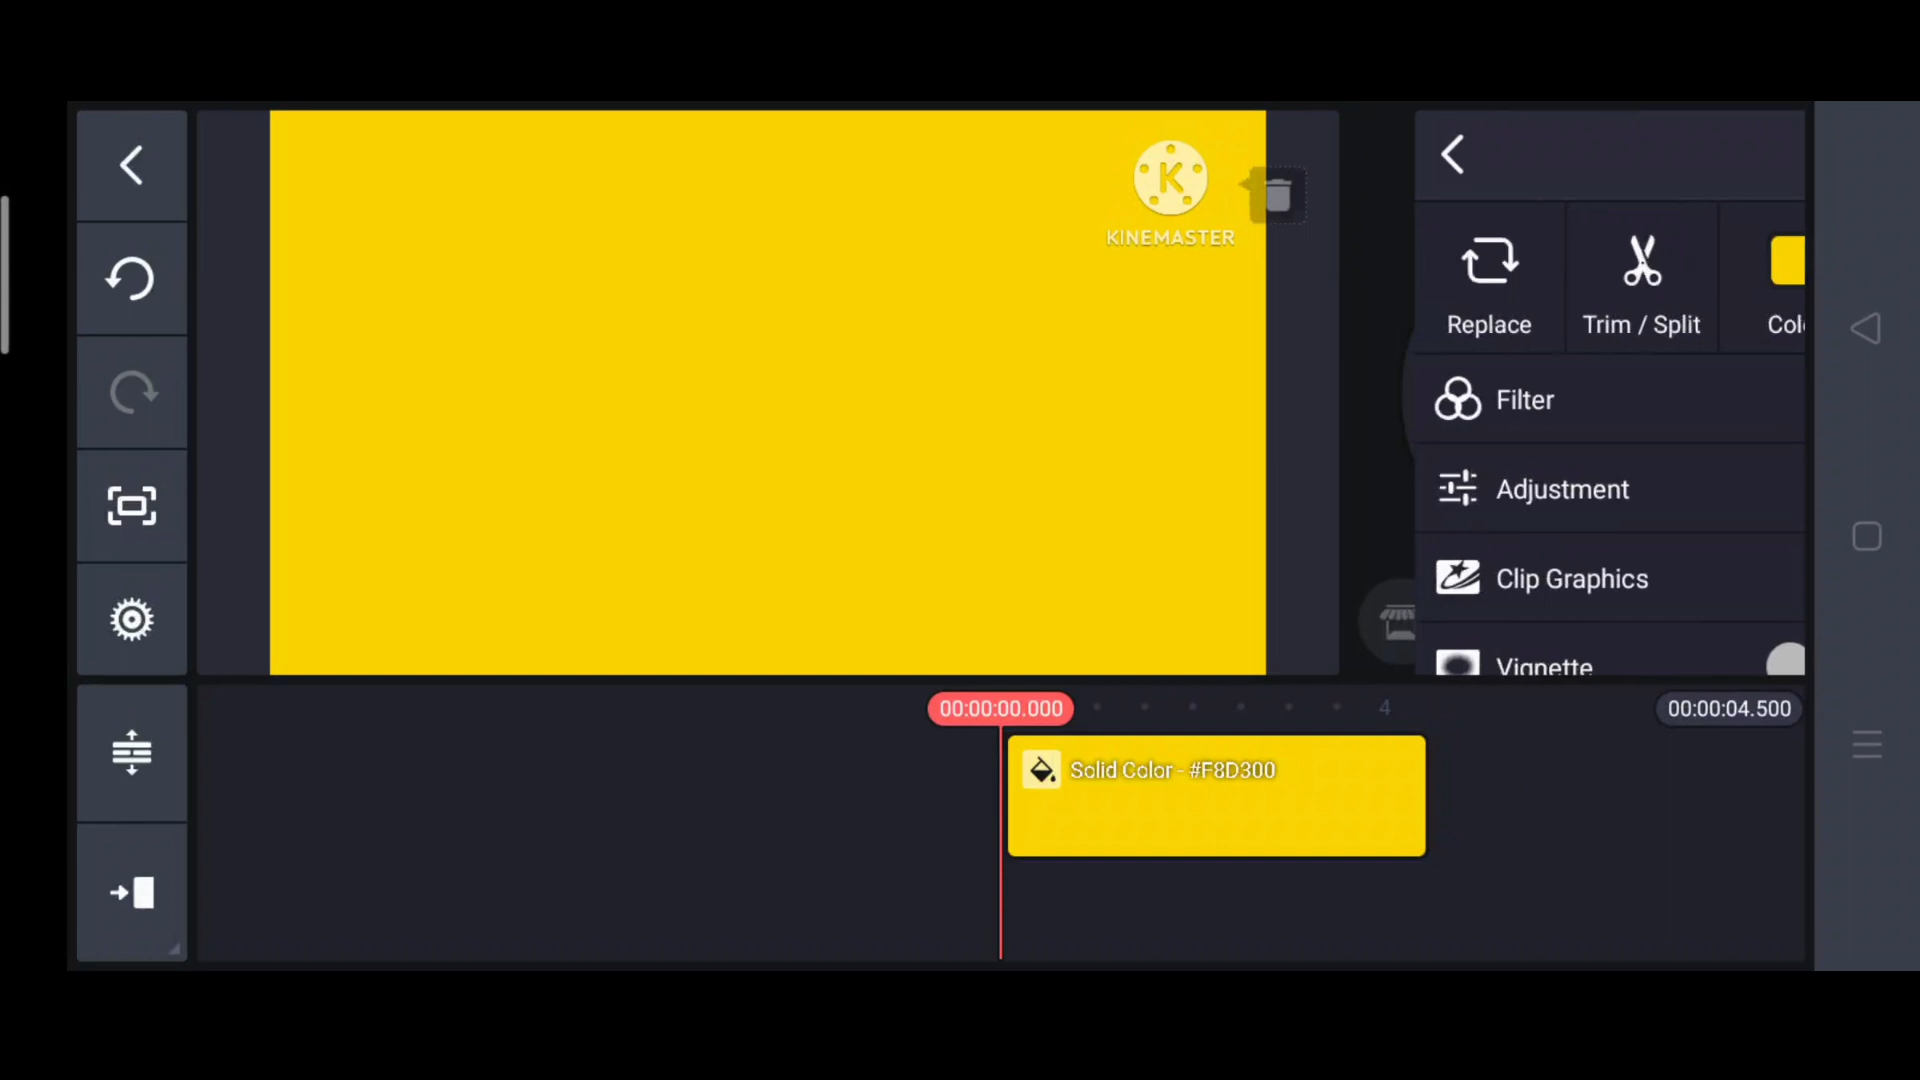 K
KINEMASTER
Replace
Trim / Split
Filter
Adjustment
Clip Graphics
Vignette
00:00:00.000
4
00:00:04.500
Solid Color - #F8D300